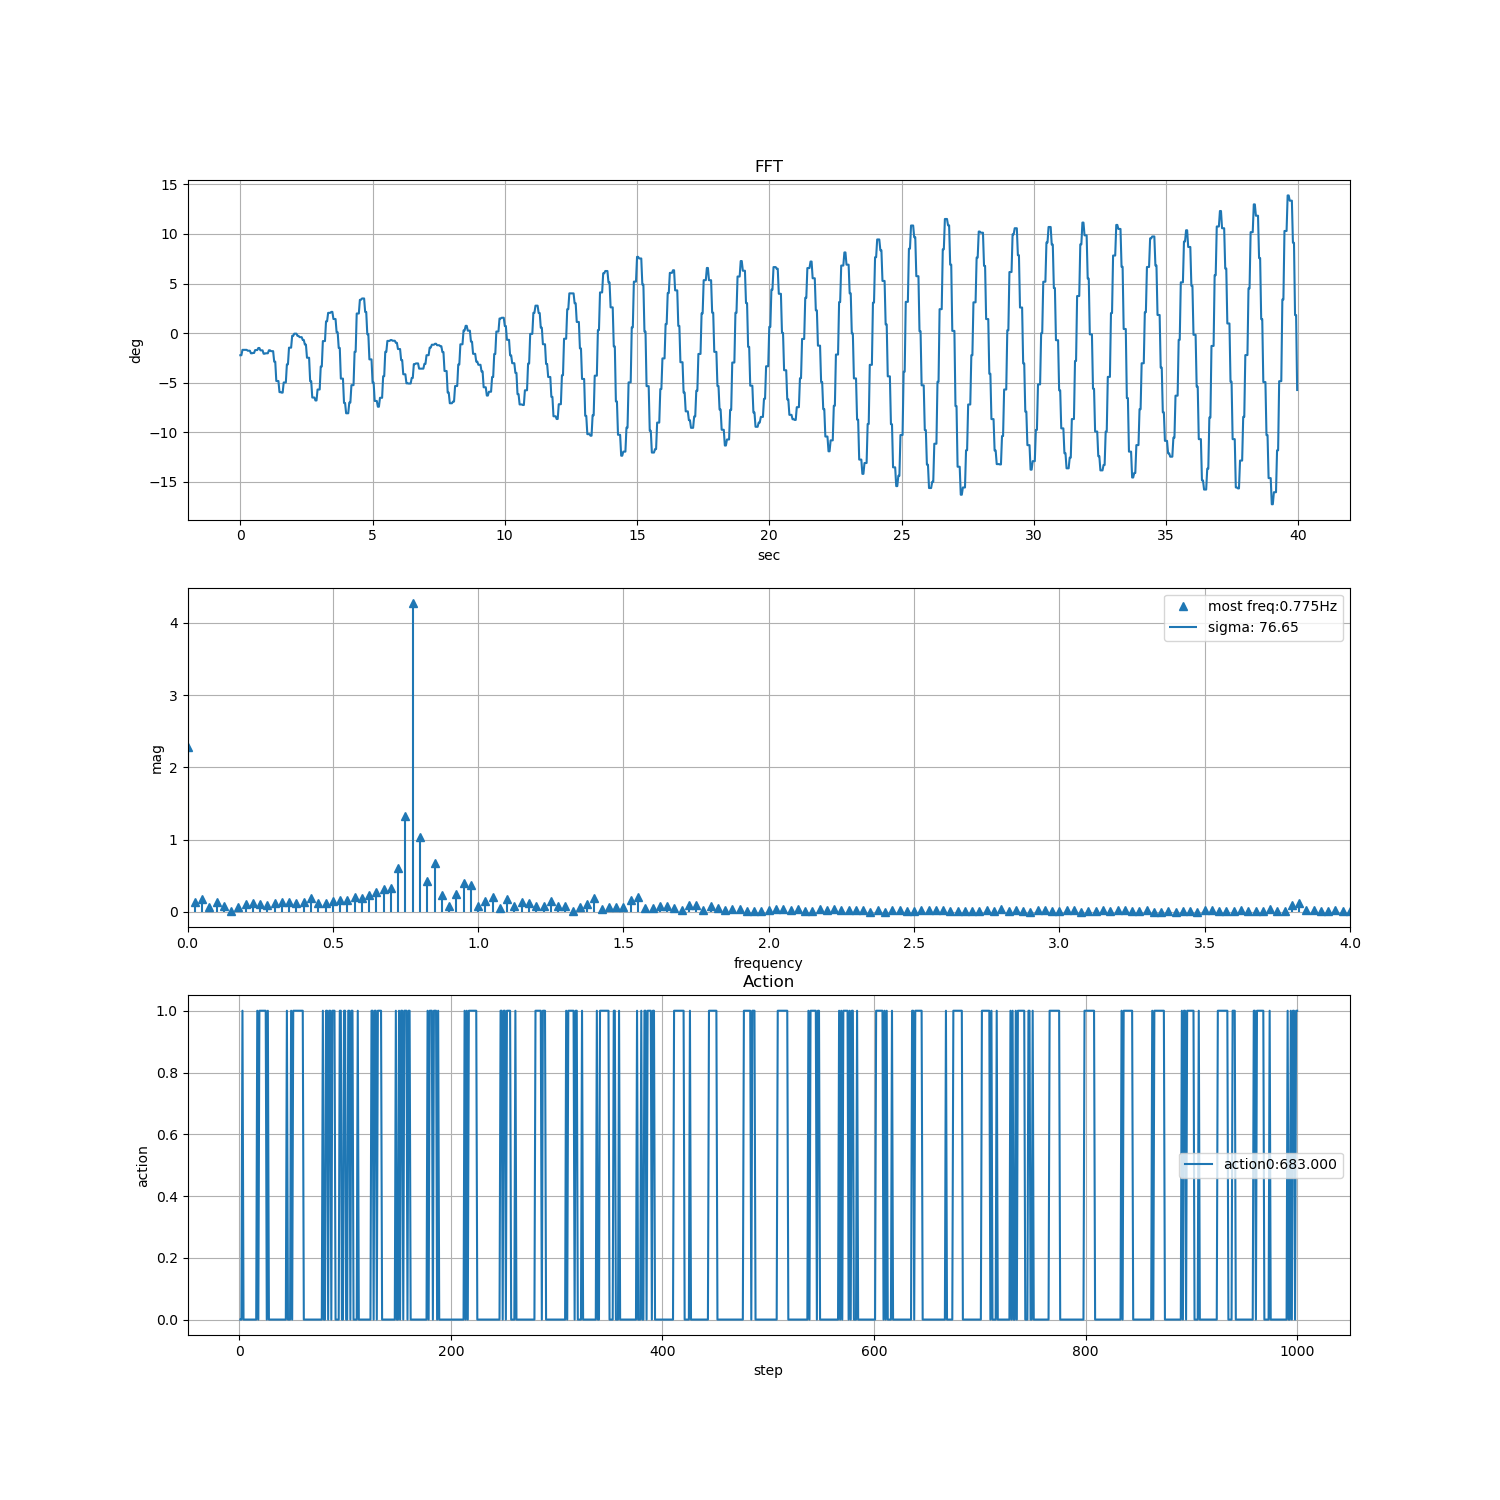 FFT
15
10
5
0
−5
−10
−15
deg
0 5 10 15 20 25 30 35 40
sec
most freq:0.775Hz
sigma: 76.65
4
3
2
1
0
mag
0.0 0.5 1.0 1.5 2.0 2.5 3.0 3.5 4.0
frequency
Action
1.0
0.8
0.6
0.4
0.2
0.0
action
action0:683.000
0 200 400 600 800 1000
step